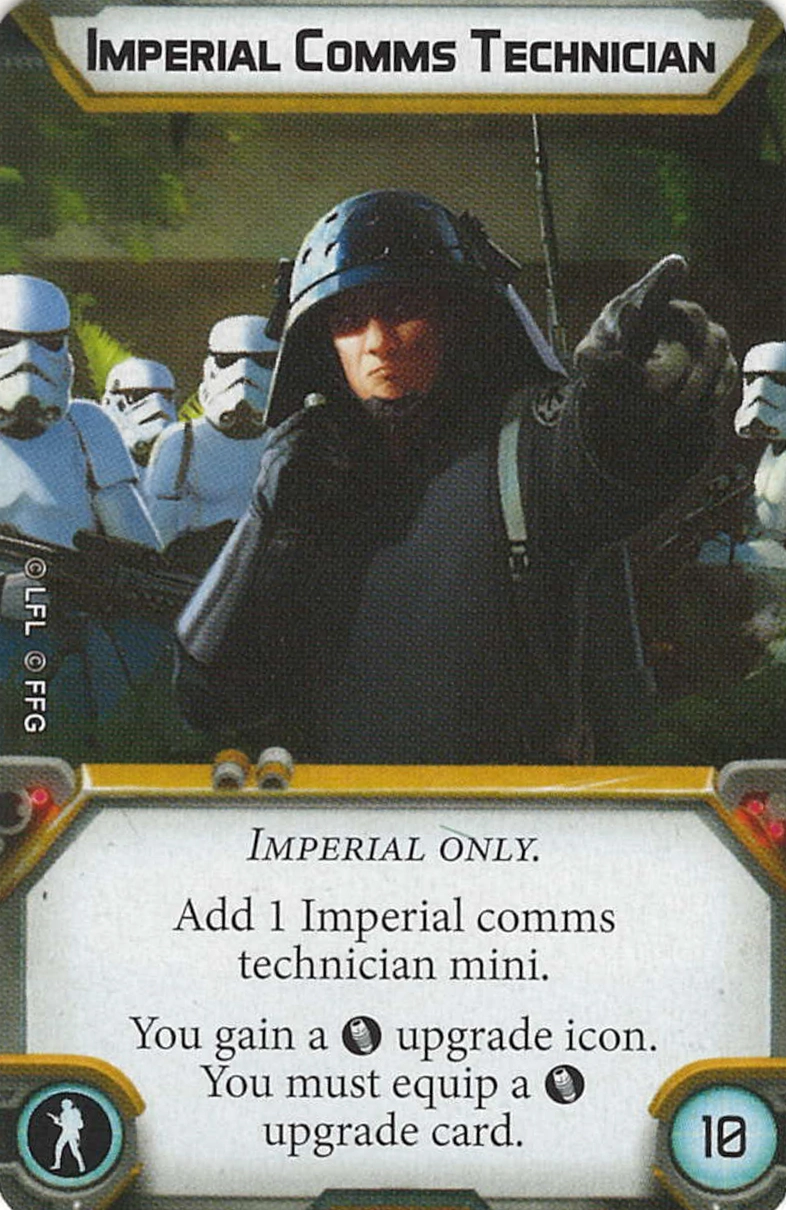 Imperial Comms Technician
©LFL ©FFG
Imperial only.
Add 1 Imperial comms
technician mini.
You gain a upgrade icon.
You must equip a
upgrade card.
10